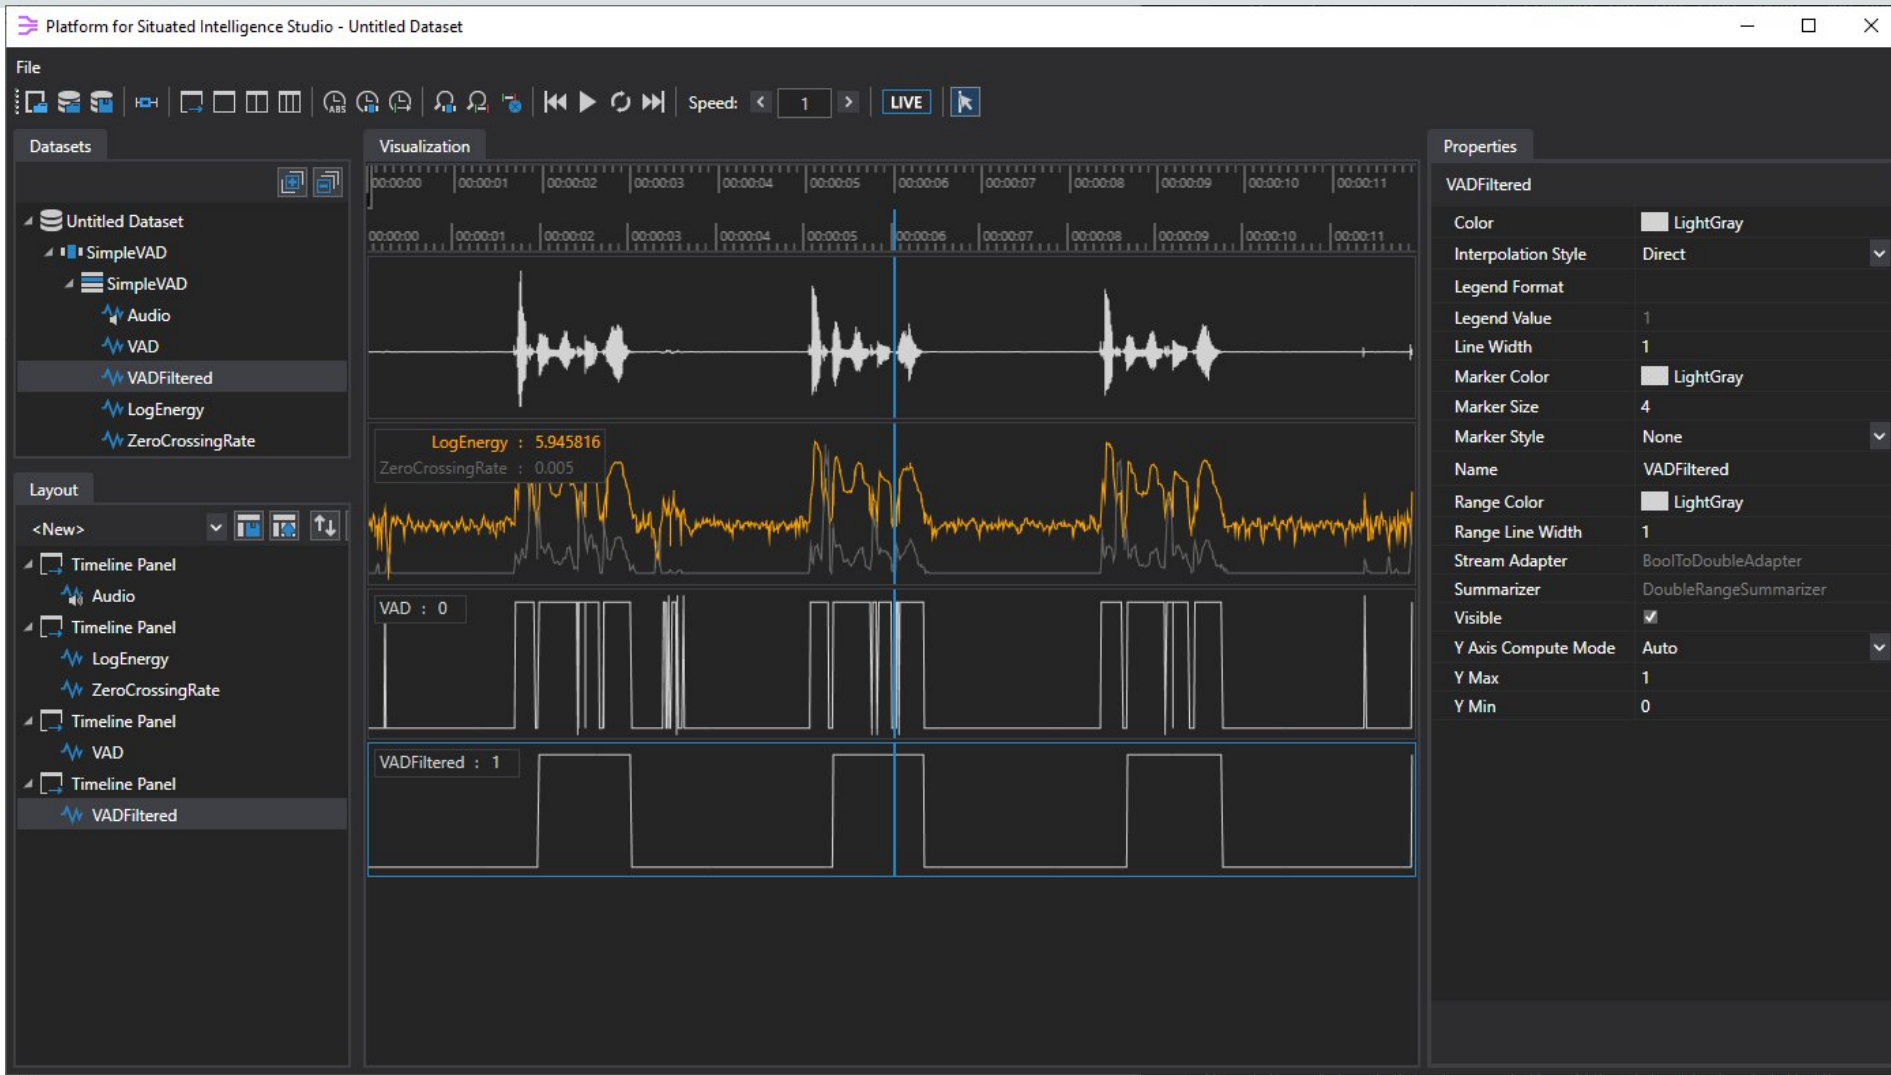 Platform for Situated Intelligence Studio - Untitled Dataset
File
ABS
Speed: < 1 > LIVE
Datasets
Untitled Dataset
SimpleVAD
SimpleVAD
Audio
VAD
VADFiltered
LogEnergy
ZeroCrossingRate
Layout
<New>
Timeline Panel
Audio
Timeline Panel
LogEnergy
ZeroCrossingRate
Timeline Panel
VAD
Timeline Panel
VADFiltered
Visualization
00:00:00 00:00:01 00:00:02 00:00:03 00:00:04 00:00:05 00:00:06 00:00:07 00:00:08 00:00:09 00:00:10 00:00:11
00:00:00 00:00:01 00:00:02 00:00:03 00:00:04 00:00:05 00:00:06 00:00:07 00:00:08 00:00:09 00:00:10 00:00:11
LogEnergy : 5.945816
ZeroCrossingRate : 0.005
VAD : 0
VADFiltered : 1
Properties
VADFiltered
Color LightGray
Interpolation Style Direct
Legend Format
Legend Value 1
Line Width 1
Marker Color LightGray
Marker Size 4
Marker Style None
Name VADFiltered
Range Color LightGray
Range Line Width 1
Stream Adapter BoolToDoubleAdapter
Summarizer DoubleRangeSummarizer
Visible
Y Axis Compute Mode Auto
Y Max 1
Y Min 0